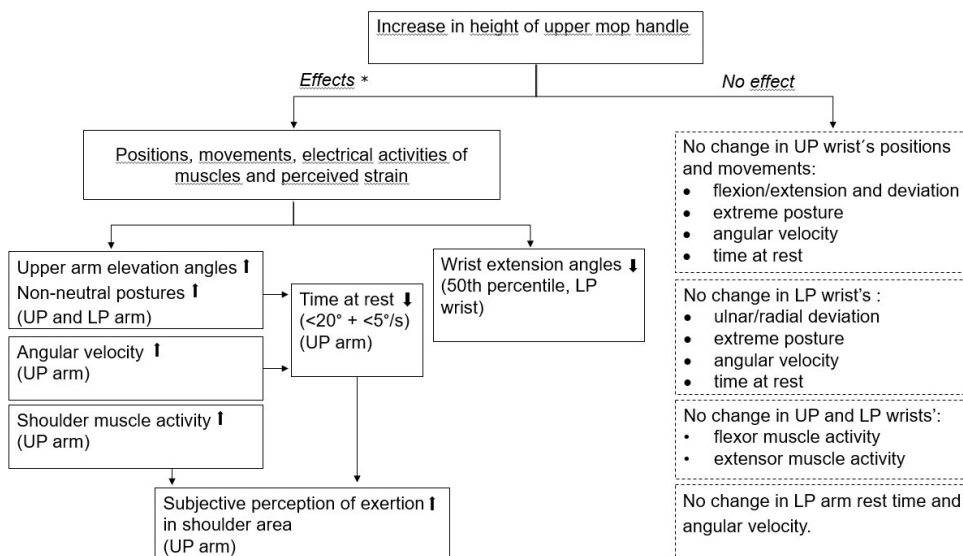 Increase in height of upper mop handle
Effects *
No effect
Positions, movements, electrical activities of
muscles and perceived strain
Upper arm elevation angles ⬆
Non-neutral postures ⬆
(UP and LP arm)
Angular velocity ⬆
(UP arm)
Shoulder muscle activity ⬆
(UP arm)
Time at rest ⬇
(<20° + <5°/s)
(UP arm)
Wrist extension angles ⬇
(50th percentile, LP
wrist)
Subjective perception of exertion ⬆
in shoulder area
(UP arm)
No change in UP wrist´s positions
and movements:
• flexion/extension and deviation
• extreme posture
• angular velocity
• time at rest
No change in LP wrist's :
• ulnar/radial deviation
• extreme posture
• angular velocity
• time at rest
No change in UP and LP wrists':
• flexor muscle activity
• extensor muscle activity
No change in LP arm rest time and
angular velocity.